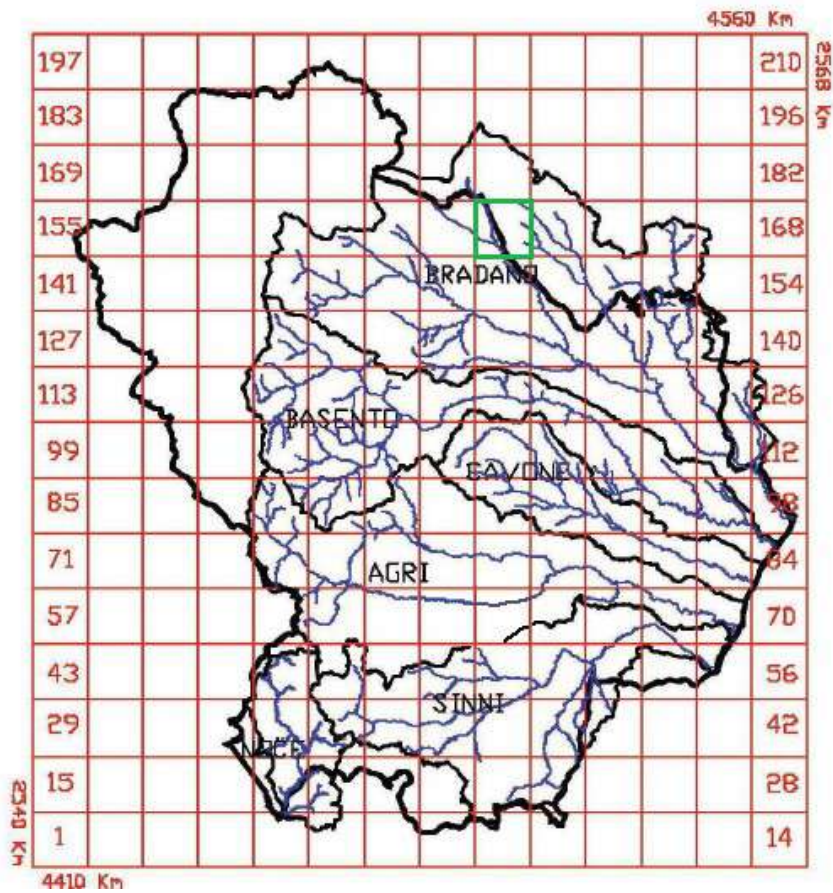 4560 Km
2568 Km
197 210
183 196
169 182
155 168
BRADANO
141 154
127 140
113 126
BASENTO
99 112
CAVONE
85 98
71 84
AGRI
57 70
43 56
SINNI
29 42
NOCE
15 28
2540 Km
1 14
4410 Km